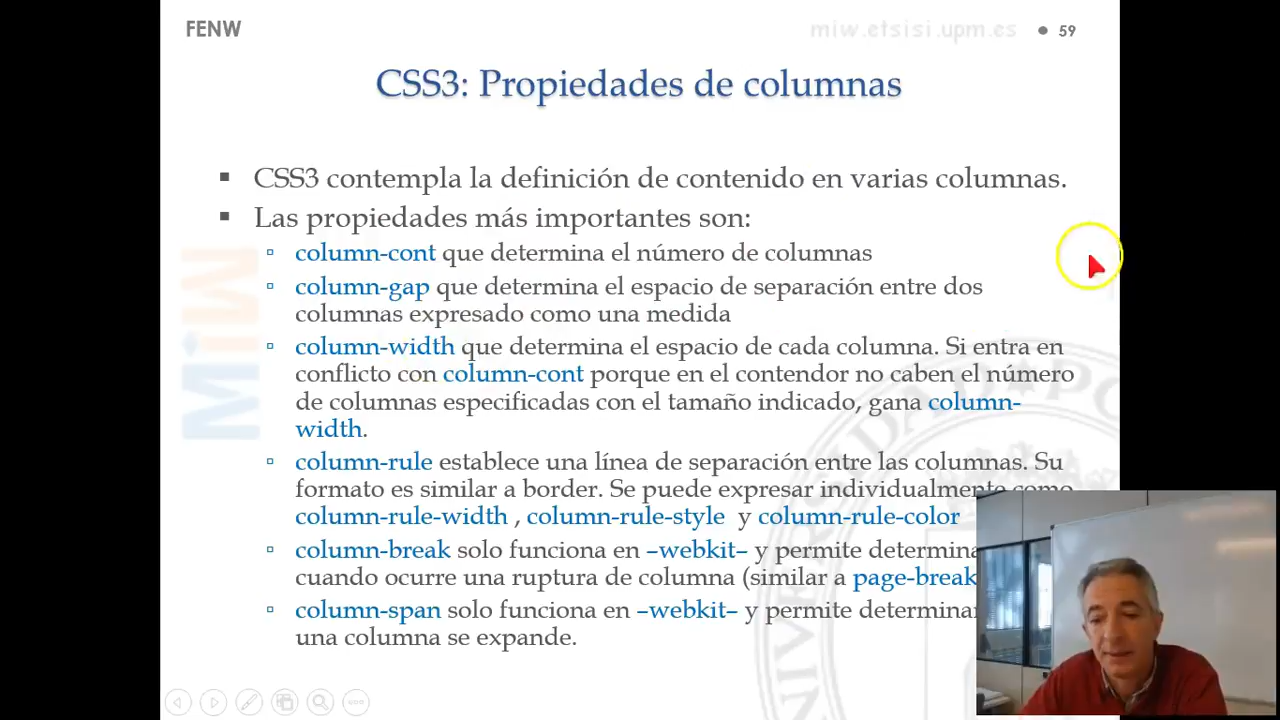 FENW
miw.etsisi.upm.es
59
CSS3: Propiedades de columnas
CSS3 contempla la definición de contenido en varias columnas.
Las propiedades más importantes son:
column-cont que determina el número de columnas
column-gap que determina el espacio de separación entre dos
columnas expresado como una medida
column-width que determina el espacio de cada columna. Si entra en
conflicto con column-cont porque en el contendor no caben el número
de columnas especificadas con el tamaño indicado, gana column-
width.
column-rule establece una línea de separación entre las columnas. Su
formato es similar a border. Se puede expresar individualmente como
column-rule-width , column-rule-style y column-rule-color
column-break solo funciona en –webkit– y permite determina
cuando ocurre una ruptura de columna (similar a page-break
column-span solo funciona en –webkit– y permite determinar
una columna se expande.
MiW